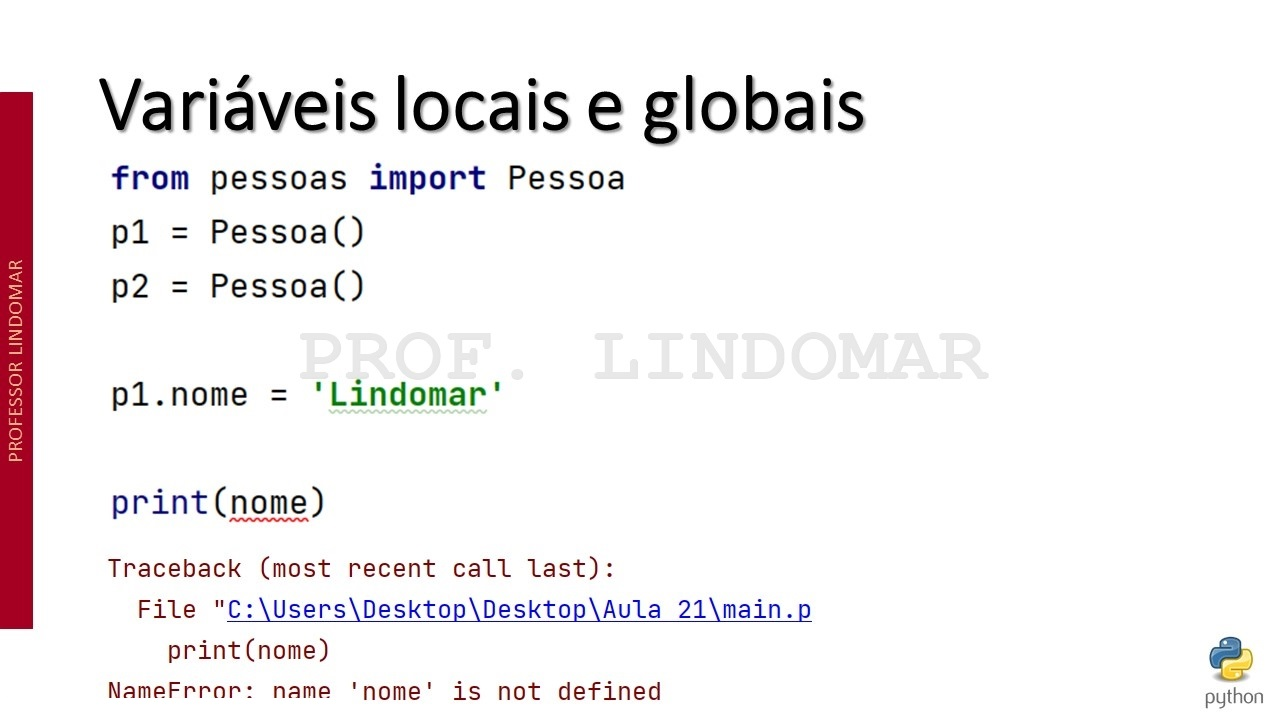 Variáveis locais e globais
from pessoas import Pessoa
p1 = Pessoa()
p2 = Pessoa()
PROF. LINDOMAR
p1.nome = 'Lindomar'
print(nome)
Traceback (most recent call last):
  File "C:\Users\Desktop\Desktop\Aula 21\main.p
    print(nome)
NameError: name 'nome' is not defined
PROFESSOR LINDOMAR
python